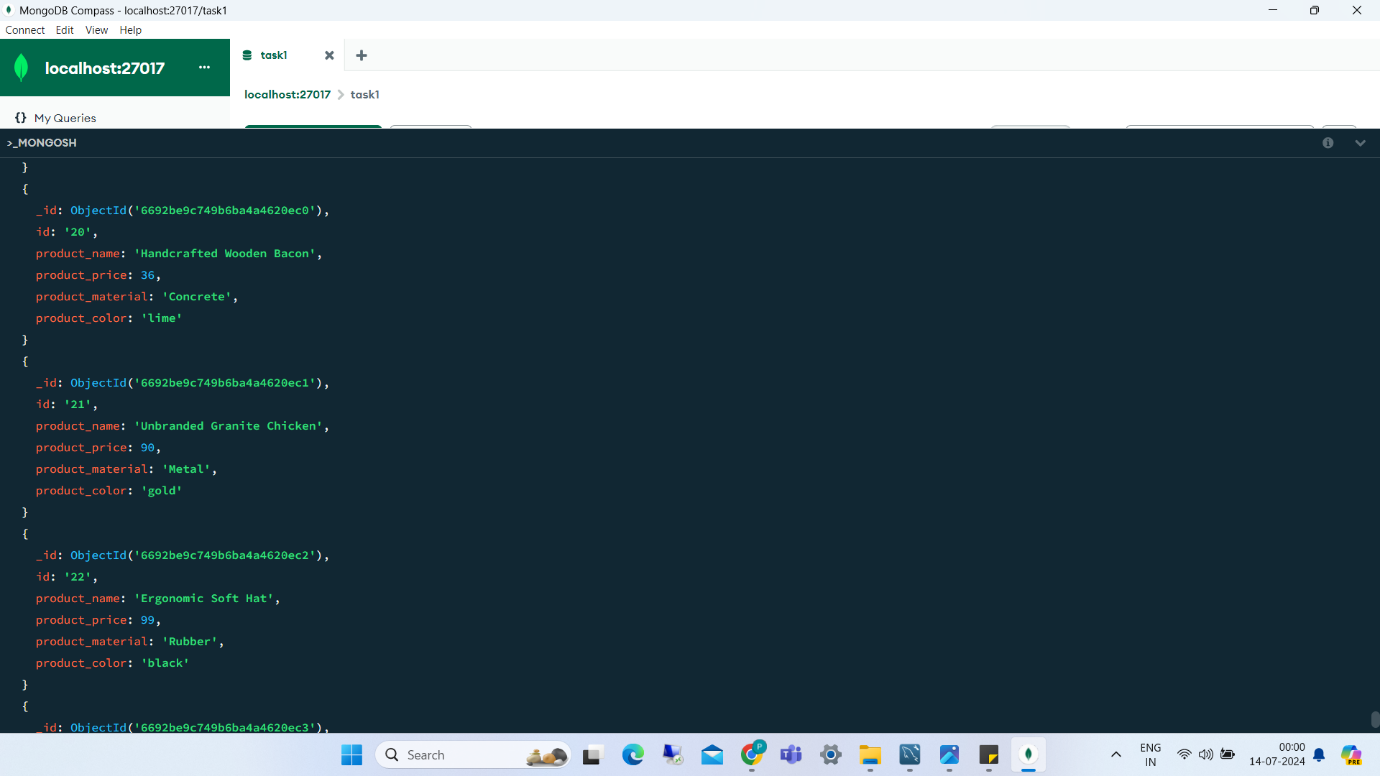 MongoDB Compass - localhost:27017/task1
Connect Edit View Help
localhost:27017 ...
task1
localhost:27017 > task1
{} My Queries
>_MONGOSH
}
{
_id: ObjectId('6692be9c749b6ba4a4620ec0'),
id: '20',
product_name: 'Handcrafted Wooden Bacon',
product_price: 36,
product_material: 'Concrete',
product_color: 'lime'
}
{
_id: ObjectId('6692be9c749b6ba4a4620ec1'),
id: '21',
product_name: 'Unbranded Granite Chicken',
product_price: 90,
product_material: 'Metal',
product_color: 'gold'
}
{
_id: ObjectId('6692be9c749b6ba4a4620ec2'),
id: '22',
product_name: 'Ergonomic Soft Hat',
product_price: 99,
product_material: 'Rubber',
product_color: 'black'
}
{
_id: ObjectId('6692be9c749b6ba4a4620ec3'),
Search
P
PRE
ENG
IN
00:00
14-07-2024